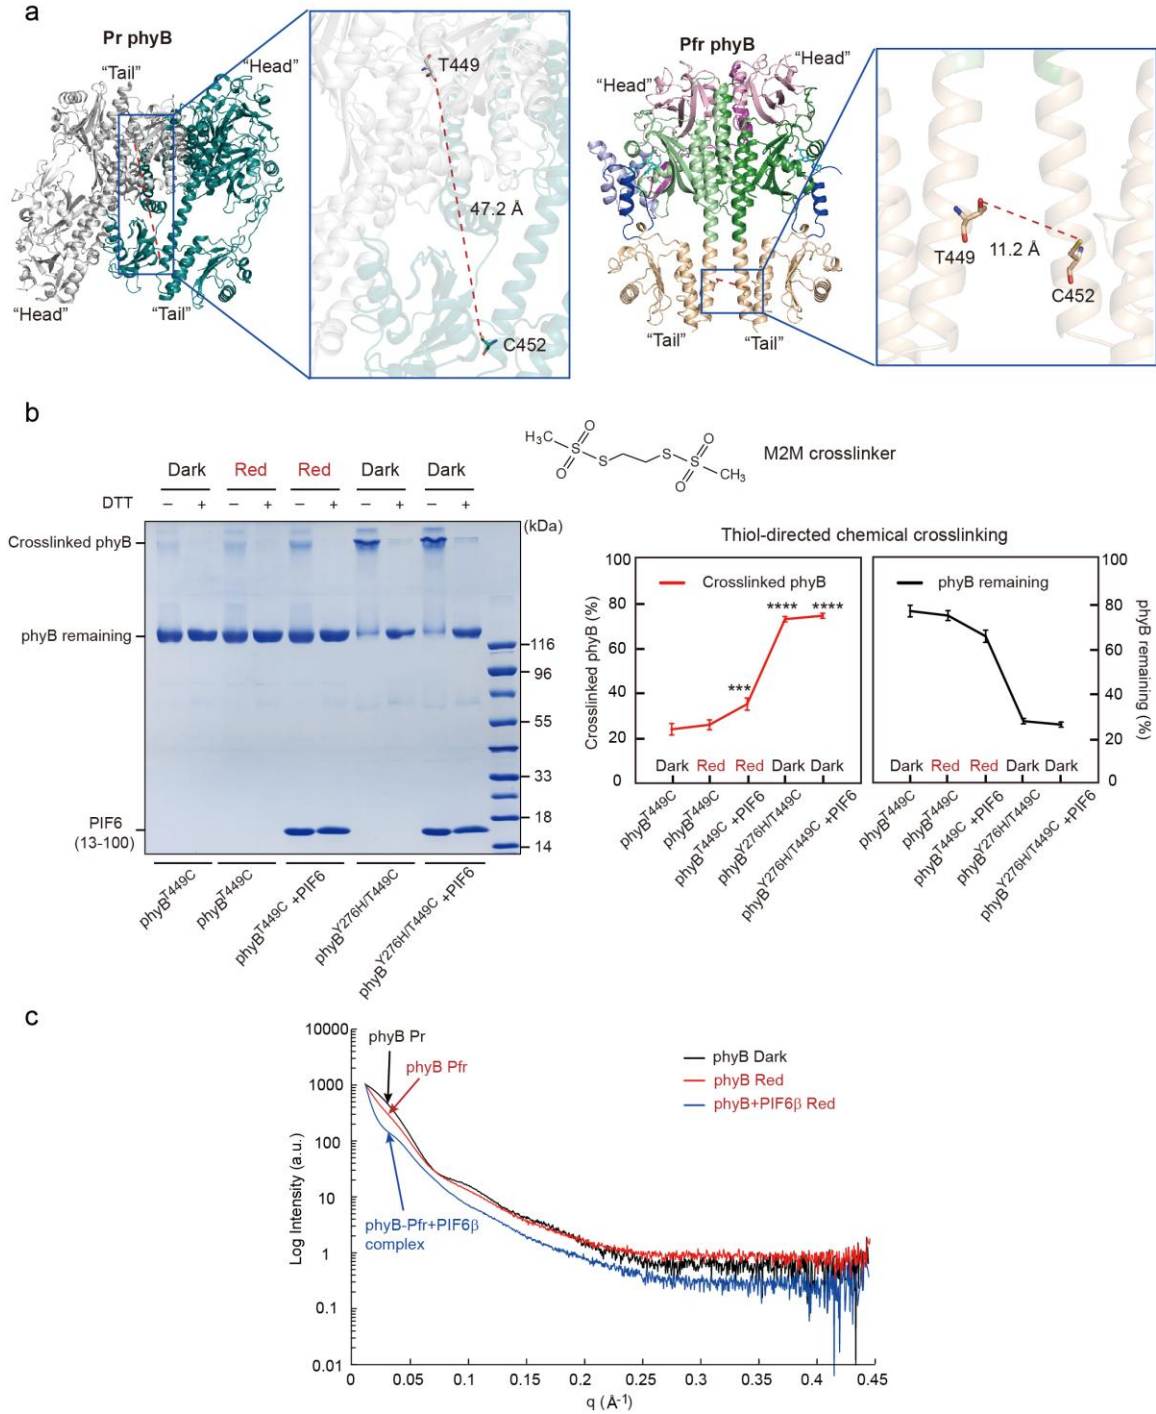 a
Pr phyB
"Tail"
"Head"
"Head"
"Tail"
T449
47.2 Å
C452
Pfr phyB
"Head"
"Head"
"Tail"
"Tail"
T449
11.2 Å
C452
b
Dark Red Red Dark Dark
DTT – + – + – + – + – +
(kDa)
Crosslinked phyB
phyB remaining
116
96
55
33
18
PIF6
(13-100)
14
phyBT449C
phyBT449C
phyBT449C +PIF6
phyBY276H/T449C
phyBY276H/T449C +PIF6
H3C
O
O
S
S
S
S
O
O
CH3
M2M crosslinker
Thiol-directed chemical crosslinking
Crosslinked phyB (%)
100
80
60
40
20
0
Crosslinked phyB
***
****
****
Dark Red Red Dark Dark
phyBT449C
phyBT449C
phyBT449C +PIF6
phyBY276H/T449C
phyBY276H/T449C +PIF6
phyB remaining
100
80
60
40
20
0
phyB remaining (%)
Dark Red Red Dark Dark
phyBT449C
phyBT449C
phyBT449C +PIF6
phyBY276H/T449C
phyBY276H/T449C +PIF6
c
Log Intensity (a.u.)
10000
1000
100
10
1
0.1
0.01
phyB Pr
phyB Pfr
phyB-Pfr+PIF6β
complex
phyB Dark
phyB Red
phyB+PIF6β Red
0 0.05 0.1 0.15 0.2 0.25 0.3 0.35 0.4 0.45
q (Å-1)